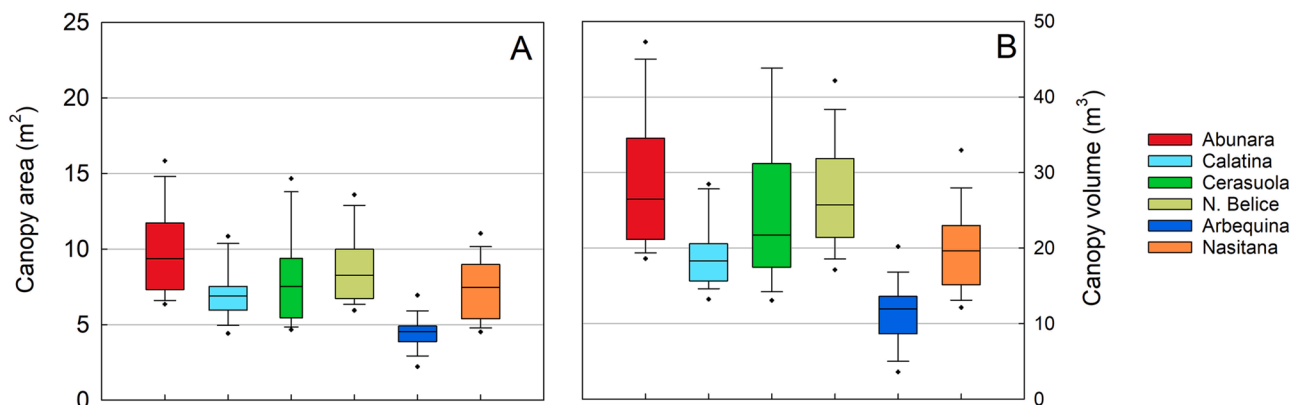 Canopy area (m²)
25
20
15
10
5
0
A
B
50
40
30
20
10
0
Canopy volume (m³)
Abunara
Calatina
Cerasuola
N. Belice
Arbequina
Nasitana